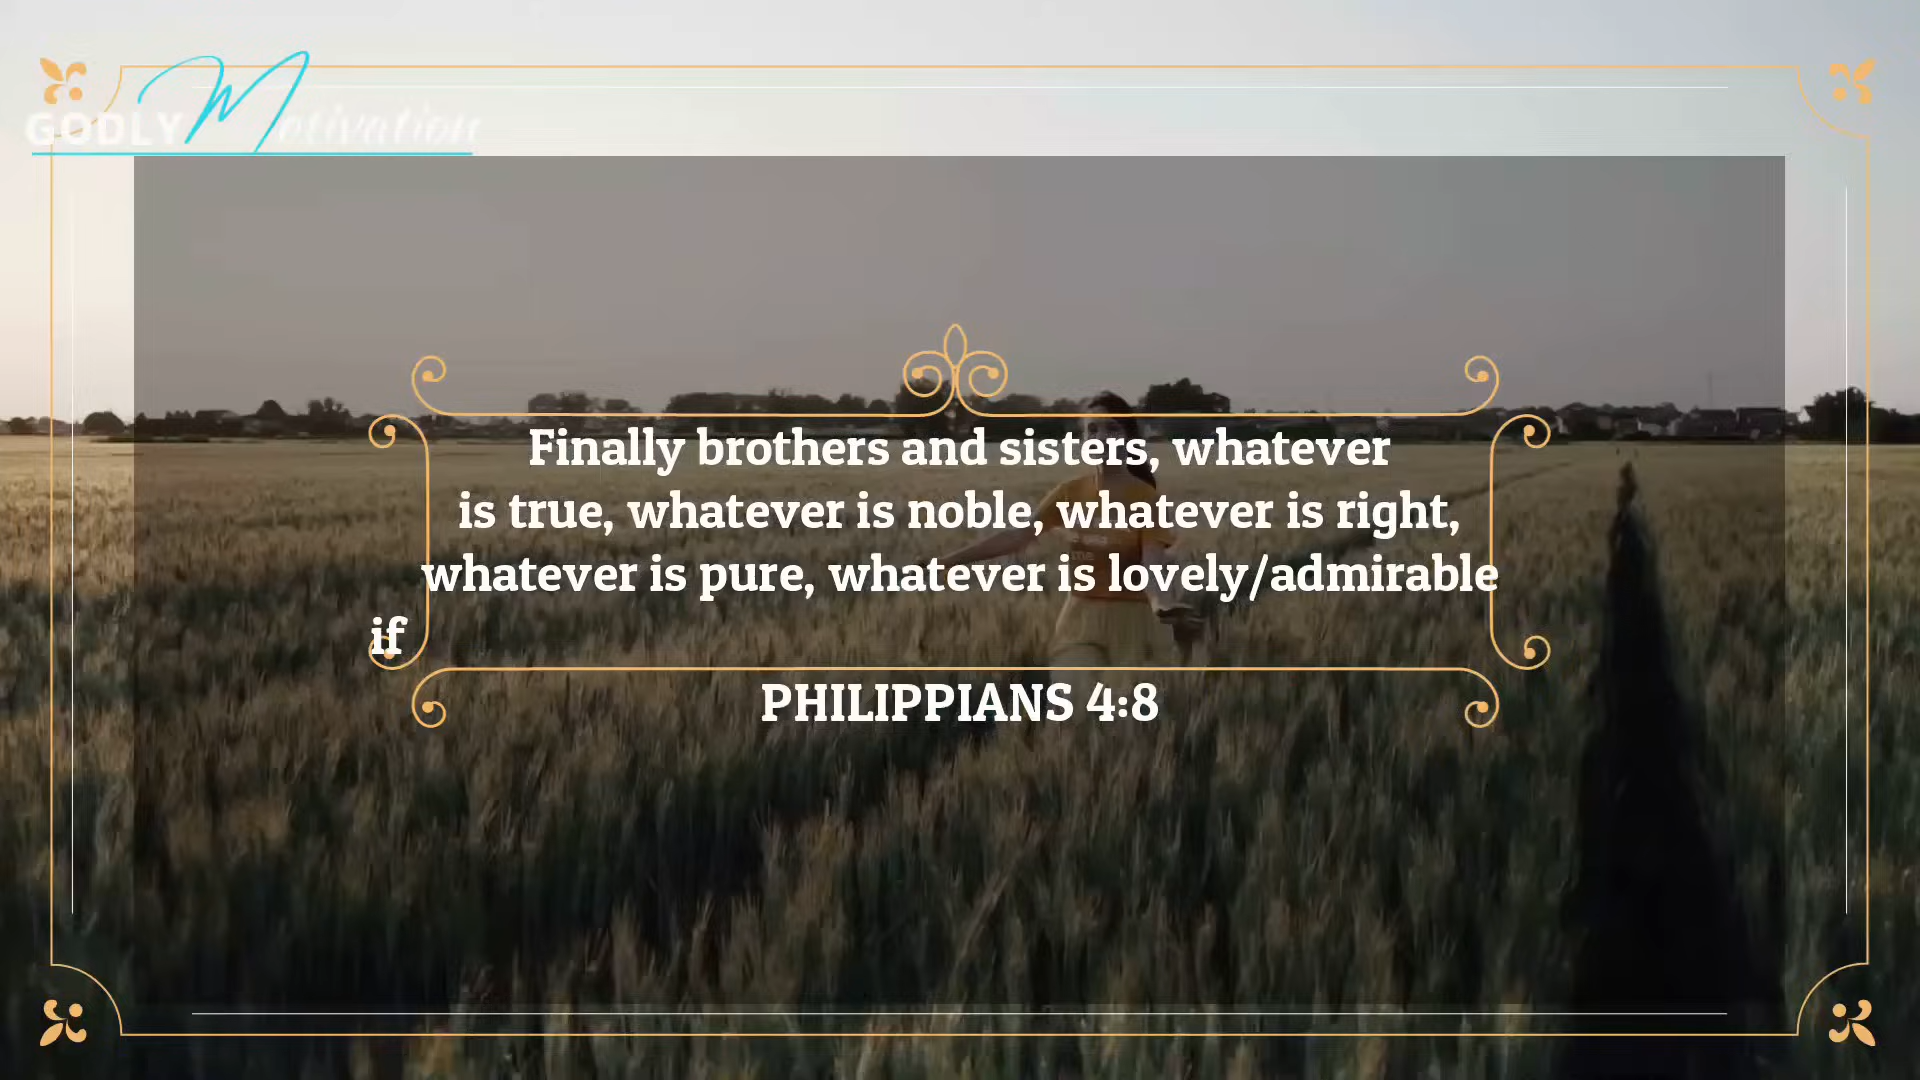 GODLY Motivation
Finally brothers and sisters, whatever
is true, whatever is noble, whatever is right,
whatever is pure, whatever is lovely/admirable
if
PHILIPPIANS 4:8